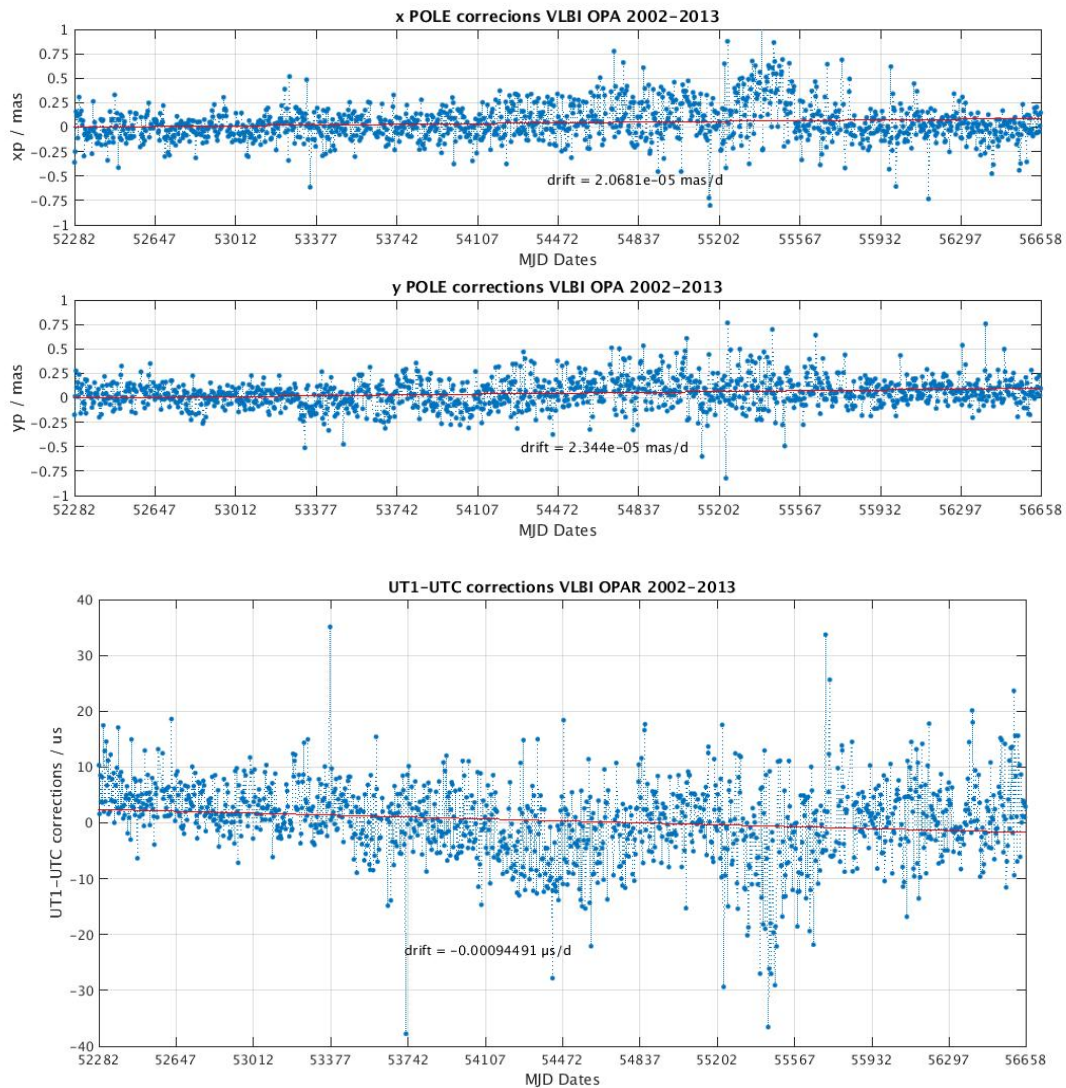 x POLE correcions VLBI OPA 2002-2013
1
0.75
0.5
0.25
0
-0.25
-0.5
-0.75
-1
xp / mas
drift = 2.0681e-05 mas/d
52282 52647 53012 53377 53742 54107 54472 54837 55202 55567 55932 56297 56658
MJD Dates
y POLE corrections VLBI OPA 2002-2013
1
0.75
0.5
0.25
0
-0.25
-0.5
-0.75
-1
yp / mas
drift = 2.344e-05 mas/d
52282 52647 53012 53377 53742 54107 54472 54837 55202 55567 55932 56297 56658
MJD Dates
UT1-UTC corrections VLBI OPAR 2002-2013
40
30
20
10
0
-10
-20
-30
-40
UT1-UTC corrections / us
drift = -0.00094491 μs/d
52282 52647 53012 53377 53742 54107 54472 54837 55202 55567 55932 56297 56658
MJD Dates